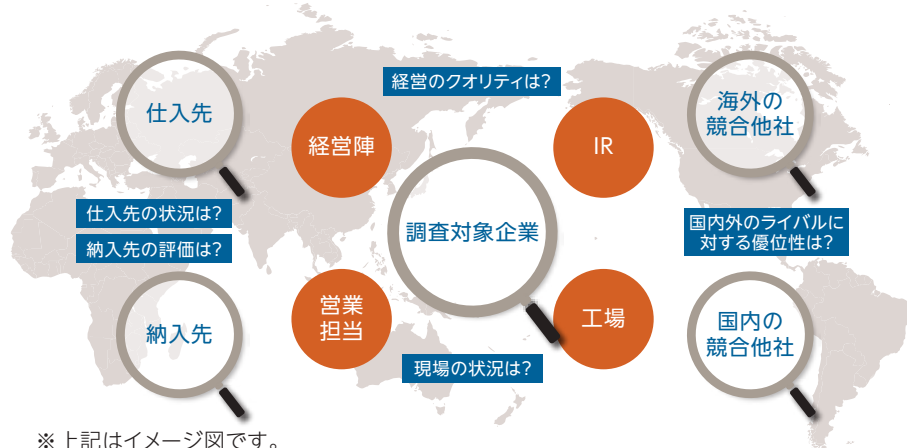 経営のクオリティは?
仕入先
経営陣
IR
海外の
競合他社
仕入先の状況は?
納入先の評価は?
調査対象企業
国内外のライバルに
対する優位性は?
納入先
営業
担当
工場
国内の
競合他社
現場の状況は?
※上記はイメージ図です。